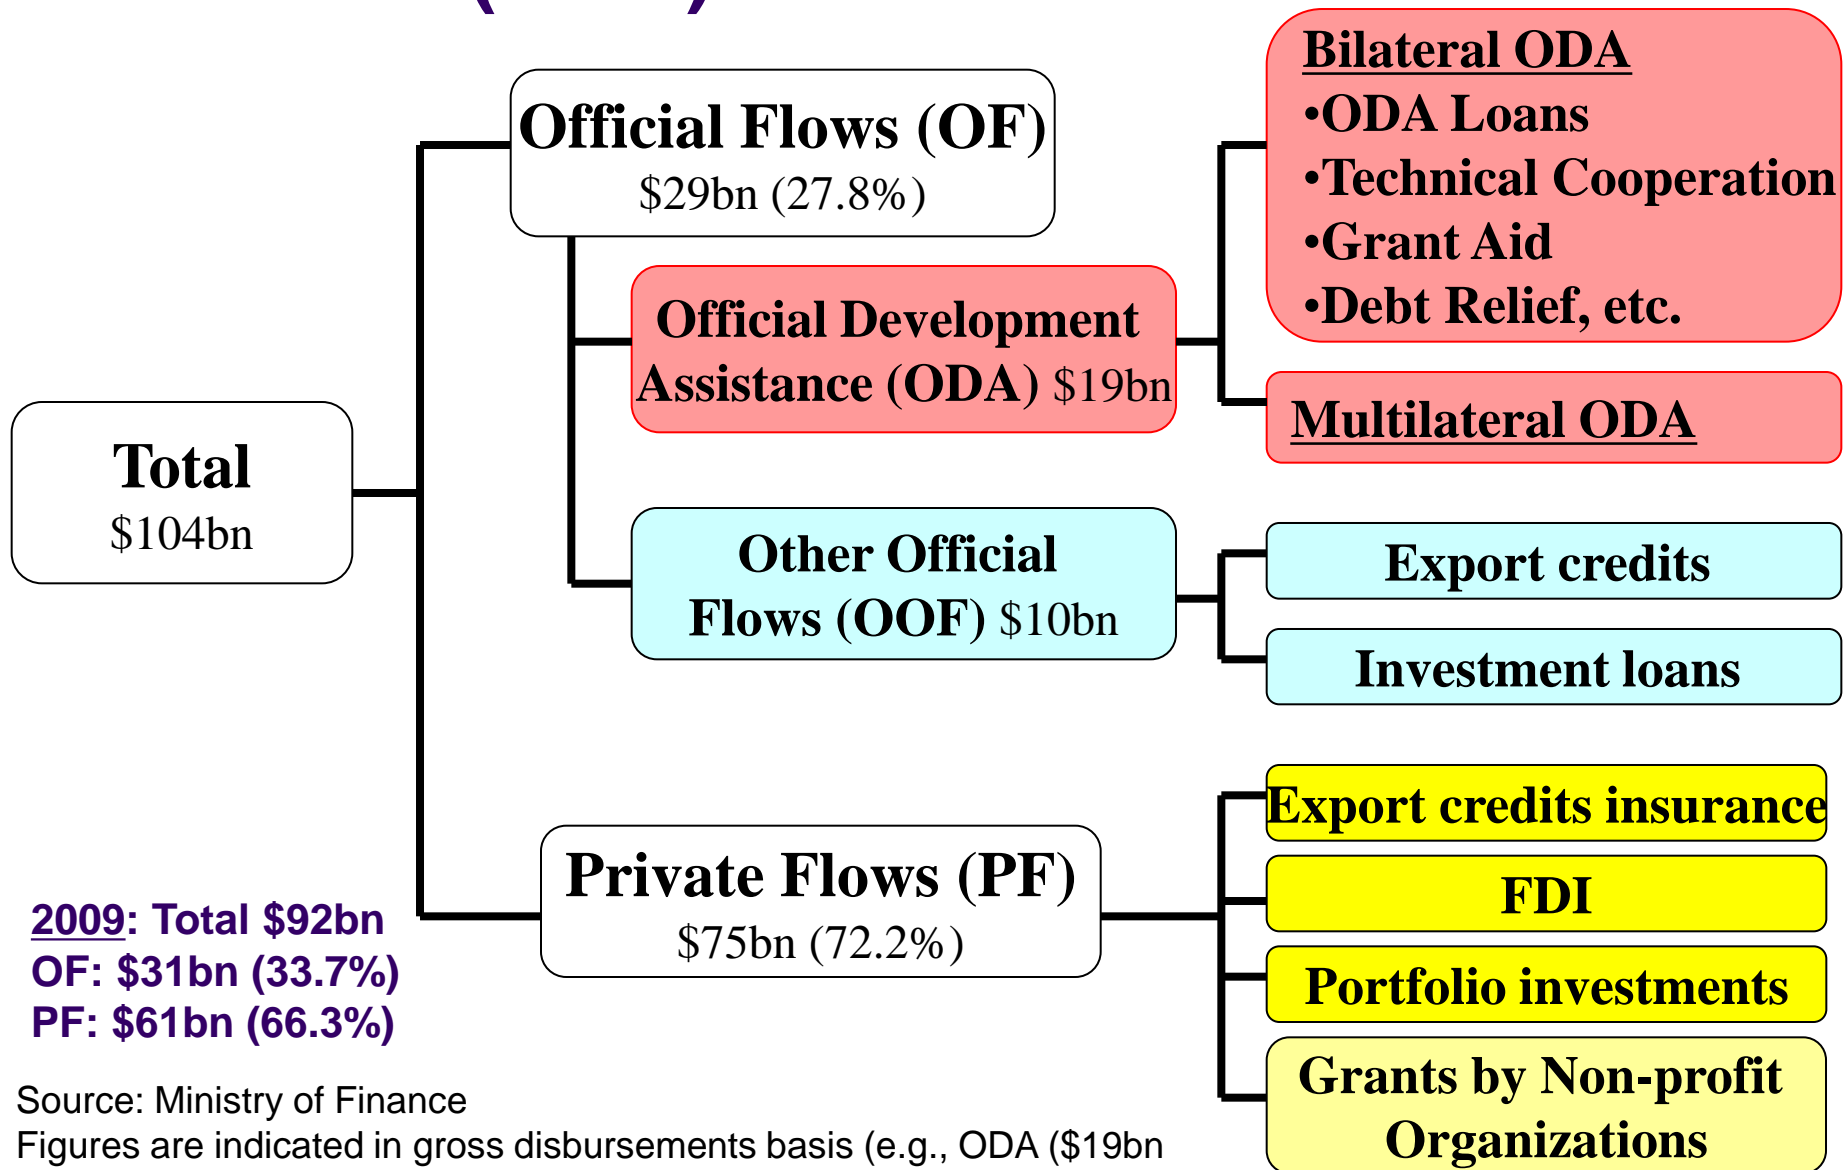 Official Flows (OF)
$29bn (27.8%)
Official Development
Assistance (ODA) $19bn
Bilateral ODA
•ODA Loans
•Technical Cooperation
•Grant Aid
•Debt Relief, etc.
Multilateral ODA
Total
$104bn
Other Official
Flows (OOF) $10bn
Export credits
Investment loans
Private Flows (PF)
$75bn (72.2%)
Export credits insurance
FDI
Portfolio investments
Grants by Non-profit
Organizations
2009: Total $92bn
OF: $31bn (33.7%)
PF: $61bn (66.3%)
Source: Ministry of Finance
Figures are indicated in gross disbursements basis (e.g., ODA ($19bn